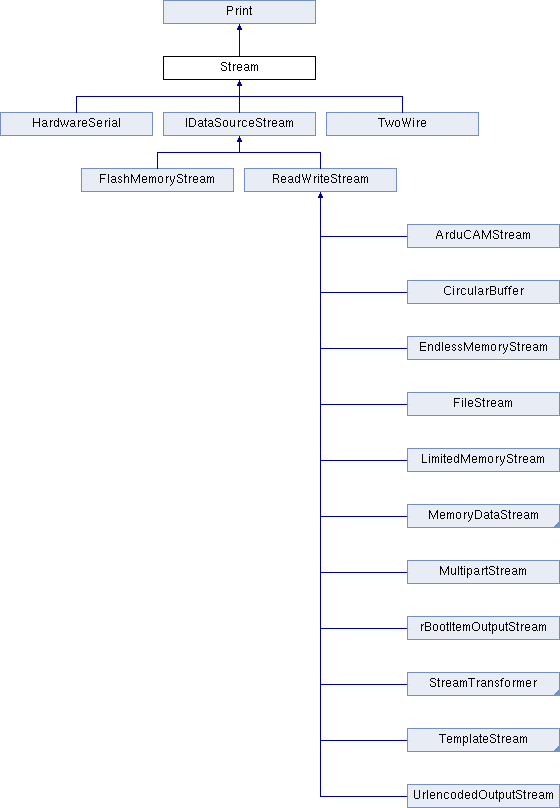 Print
Stream
HardwareSerial
IDataSourceStream
TwoWire
FlashMemoryStream
ReadWriteStream
ArduCAMStream
CircularBuffer
EndlessMemoryStream
FileStream
LimitedMemoryStream
MemoryDataStream
MultipartStream
rBootItemOutputStream
StreamTransformer
TemplateStream
UrlencodedOutputStream